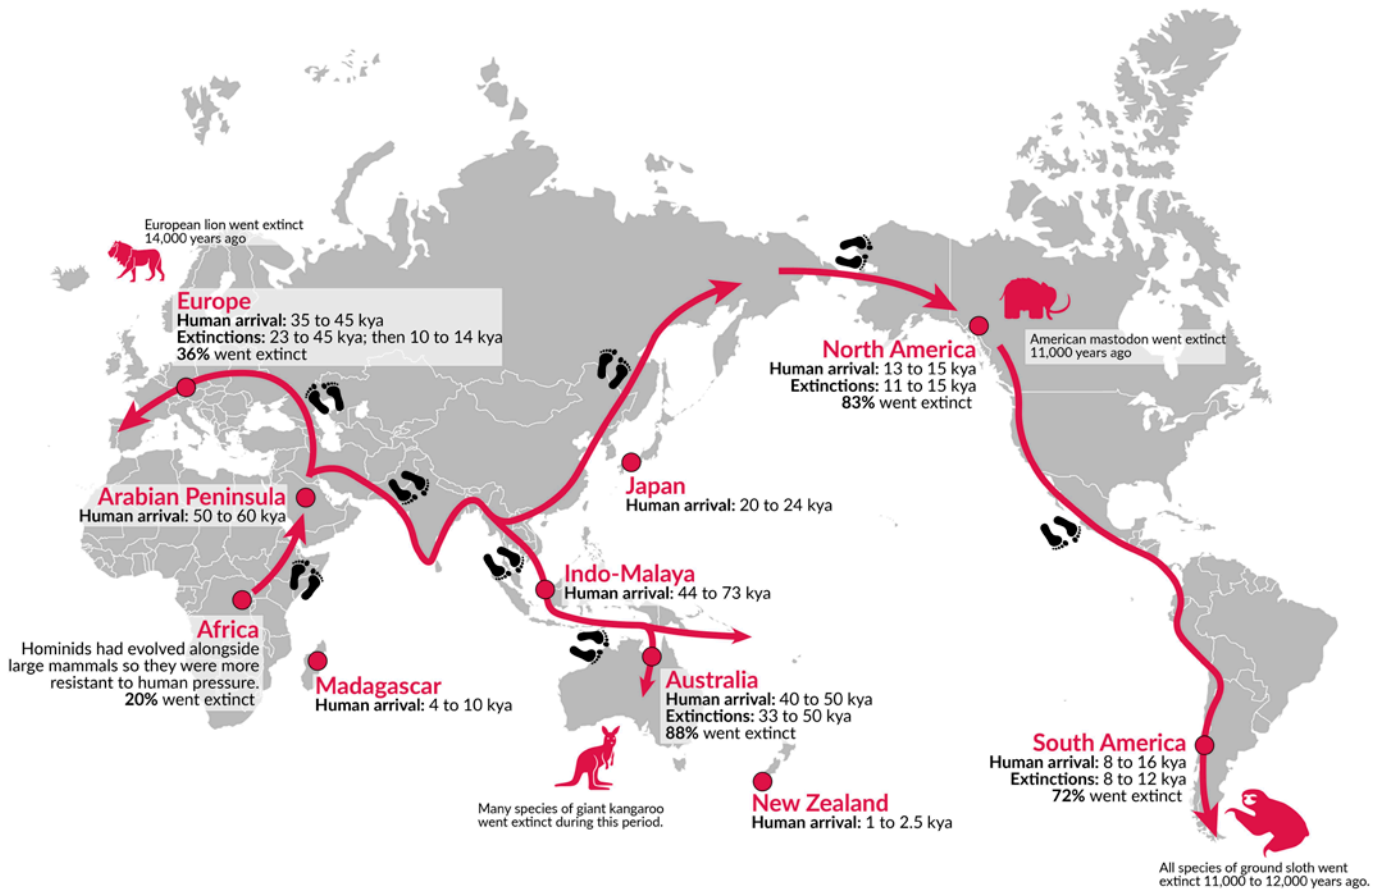 European lion went extinct
14,000 years ago
Europe
Human arrival: 35 to 45 kya
Extinctions: 23 to 45 kya; then 10 to 14 kya
36% went extinct
American mastodon went extinct
11,000 years ago
North America
Human arrival: 13 to 15 kya
Extinctions: 11 to 15 kya
83% went extinct
Japan
Human arrival: 20 to 24 kya
Arabian Peninsula
Human arrival: 50 to 60 kya
Indo-Malaya
Human arrival: 44 to 73 kya
Africa
Hominids had evolved alongside
large mammals so they were more
resistant to human pressure.
20% went extinct
Madagascar
Human arrival: 4 to 10 kya
Australia
Human arrival: 40 to 50 kya
Extinctions: 33 to 50 kya
88% went extinct
Many species of giant kangaroo
went extinct during this period.
New Zealand
Human arrival: 1 to 2.5 kya
South America
Human arrival: 8 to 16 kya
Extinctions: 8 to 12 kya
72% went extinct
All species of ground sloth went
extinct 11,000 to 12,000 years ago.